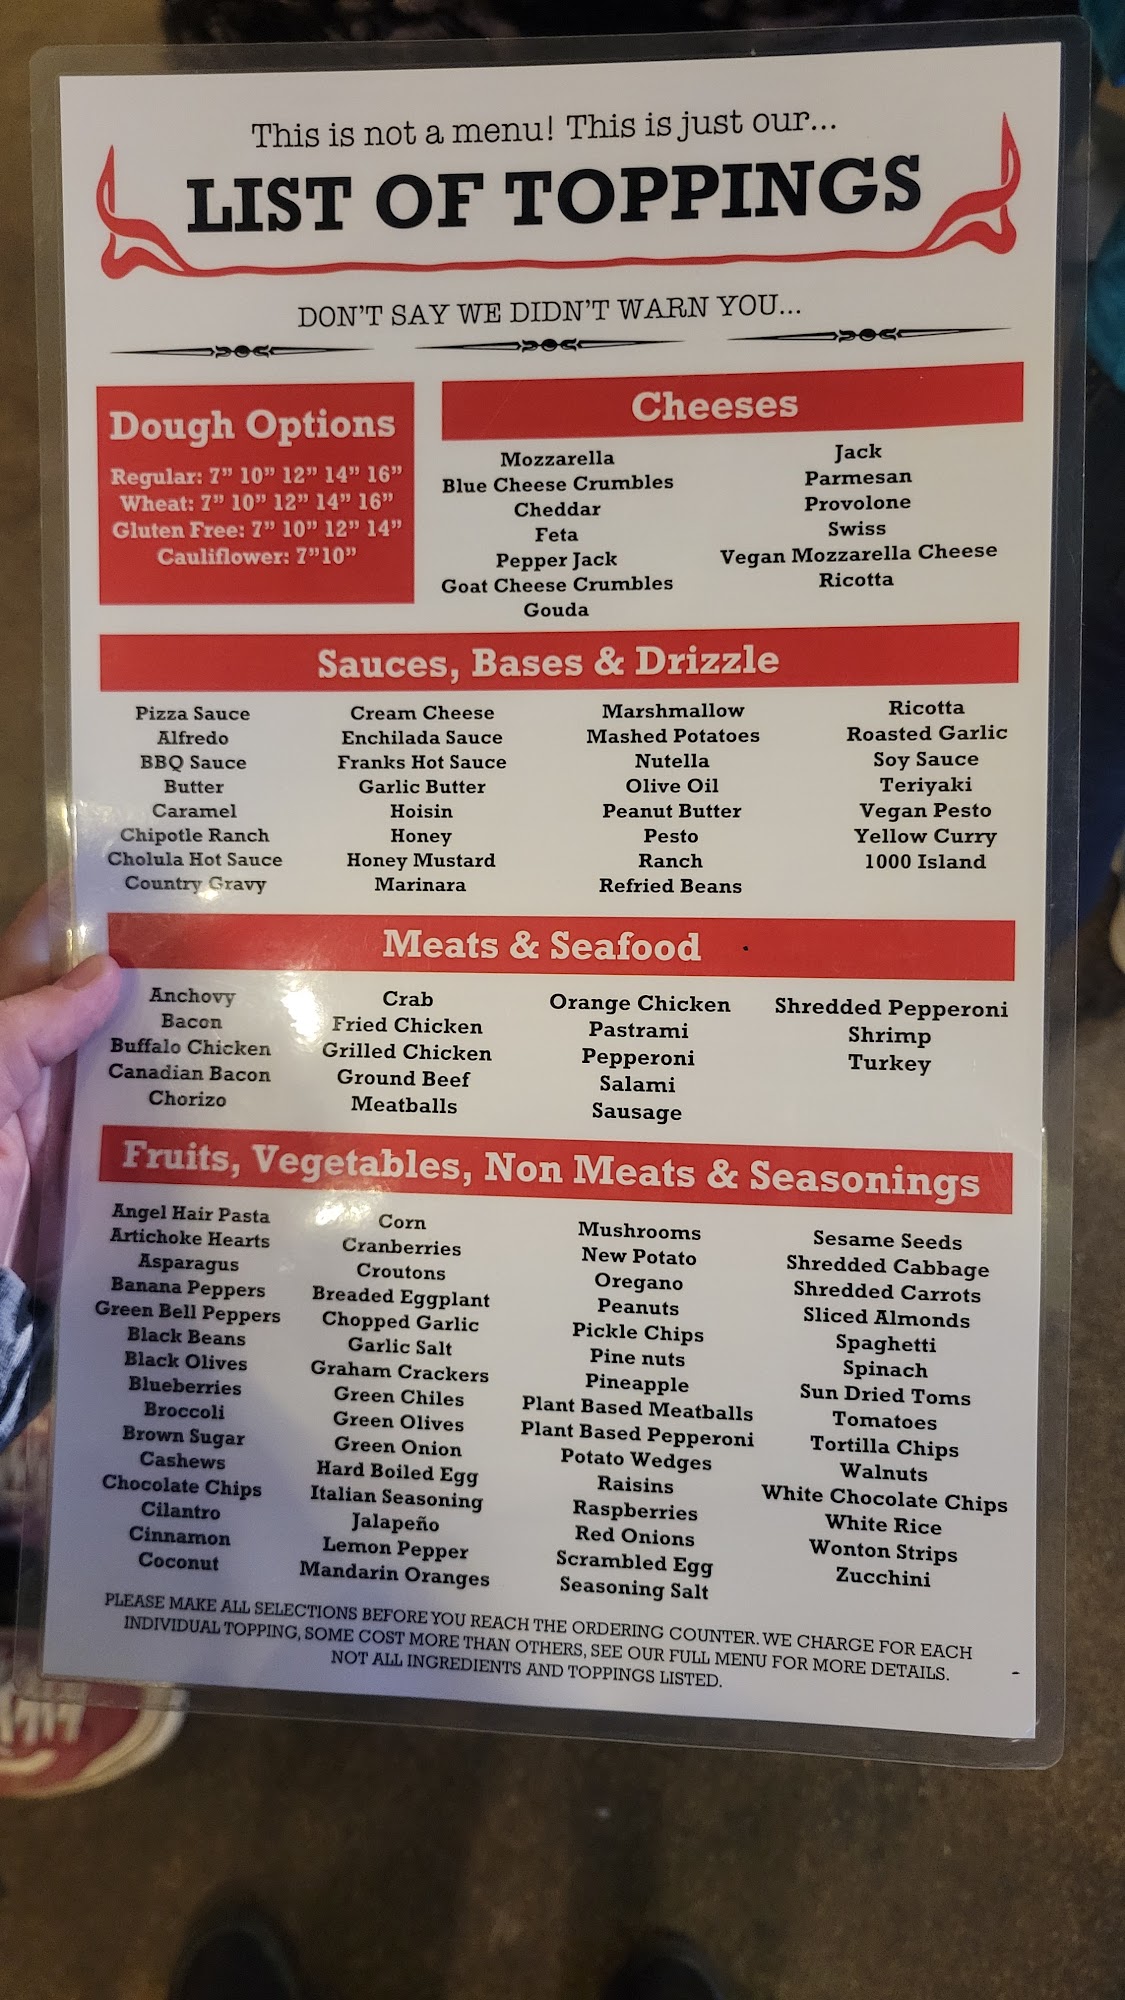 This is not a menu! This is just our...
LIST OF TOPPINGS
DON'T SAY WE DIDN'T WARN YOU...
Dough Options
Regular: 7" 10" 12" 14" 16"
Wheat: 7" 10" 12" 14" 16"
Gluten Free: 7" 10" 12" 14"
Cauliflower: 7"10"
Cheeses
Mozzarella
Blue Cheese Crumbles
Cheddar
Feta
Pepper Jack
Goat Cheese Crumbles
Gouda
Jack
Parmesan
Provolone
Swiss
Vegan Mozzarella Cheese
Ricotta
Sauces, Bases & Drizzle
Pizza Sauce
Alfredo
BBQ Sauce
Butter
Caramel
Chipotle Ranch
Cholula Hot Sauce
Country Gravy
Cream Cheese
Enchilada Sauce
Franks Hot Sauce
Garlic Butter
Hoisin
Honey
Honey Mustard
Marinara
Marshmallow
Mashed Potatoes
Nutella
Olive Oil
Peanut Butter
Pesto
Ranch
Refried Beans
Ricotta
Roasted Garlic
Soy Sauce
Teriyaki
Vegan Pesto
Yellow Curry
1000 Island
Meats & Seafood
Anchovy
Bacon
Buffalo Chicken
Canadian Bacon
Chorizo
Crab
Fried Chicken
Grilled Chicken
Ground Beef
Meatballs
Orange Chicken
Pastrami
Pepperoni
Salami
Sausage
Shredded Pepperoni
Shrimp
Turkey
Fruits, Vegetables, Non Meats & Seasonings
Angel Hair Pasta
Artichoke Hearts
Asparagus
Banana Peppers
Green Bell Peppers
Black Beans
Black Olives
Blueberries
Broccoli
Brown Sugar
Cashews
Chocolate Chips
Cilantro
Cinnamon
Coconut
Corn
Cranberries
Croutons
Breaded Eggplant
Chopped Garlic
Garlic Salt
Graham Crackers
Green Chiles
Green Olives
Green Onion
Hard Boiled Egg
Italian Seasoning
Jalapeño
Lemon Pepper
Mandarin Oranges
Mushrooms
New Potato
Oregano
Peanuts
Pickle Chips
Pine nuts
Pineapple
Plant Based Meatballs
Plant Based Pepperoni
Potato Wedges
Raisins
Raspberries
Red Onions
Scrambled Egg
Seasoning Salt
Sesame Seeds
Shredded Cabbage
Shredded Carrots
Sliced Almonds
Spaghetti
Spinach
Sun Dried Toms
Tomatoes
Tortilla Chips
Walnuts
White Chocolate Chips
White Rice
Wonton Strips
Zucchini
PLEASE MAKE ALL SELECTIONS BEFORE YOU REACH THE ORDERING COUNTER. WE CHARGE FOR EACH
INDIVIDUAL TOPPING, SOME COST MORE THAN OTHERS, SEE OUR FULL MENU FOR MORE DETAILS.
NOT ALL INGREDIENTS AND TOPPINGS LISTED.